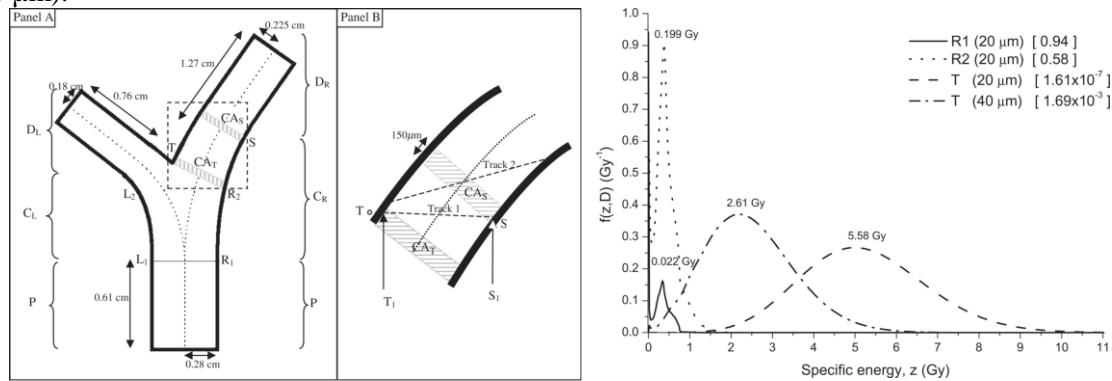 μm).
Panel A
Panel B
0.225 cm
1.27 cm
0.18 cm
0.76 cm
D_R
D_L
CA_S
T
S
CA_T
L_2
R_2
C_L
C_R
L_1
R_1
0.61 cm
P
P
0.28 cm
150μm
Track 2
CA_S
T
Track 1
S
CA_T
T_1
S_1
f(z,D) (Gy⁻¹)
1.0
0.9
0.8
0.7
0.6
0.5
0.4
0.3
0.2
0.1
0.0
0.199 Gy
0.022 Gy
2.61 Gy
5.58 Gy
R1 (20 μm) [ 0.94 ]
R2 (20 μm) [ 0.58 ]
T (20 μm) [ 1.61x10⁻⁷ ]
T (40 μm) [ 1.69x10⁻³ ]
0 1 2 3 4 5 6 7 8 9 10 11
Specific energy, z (Gy)